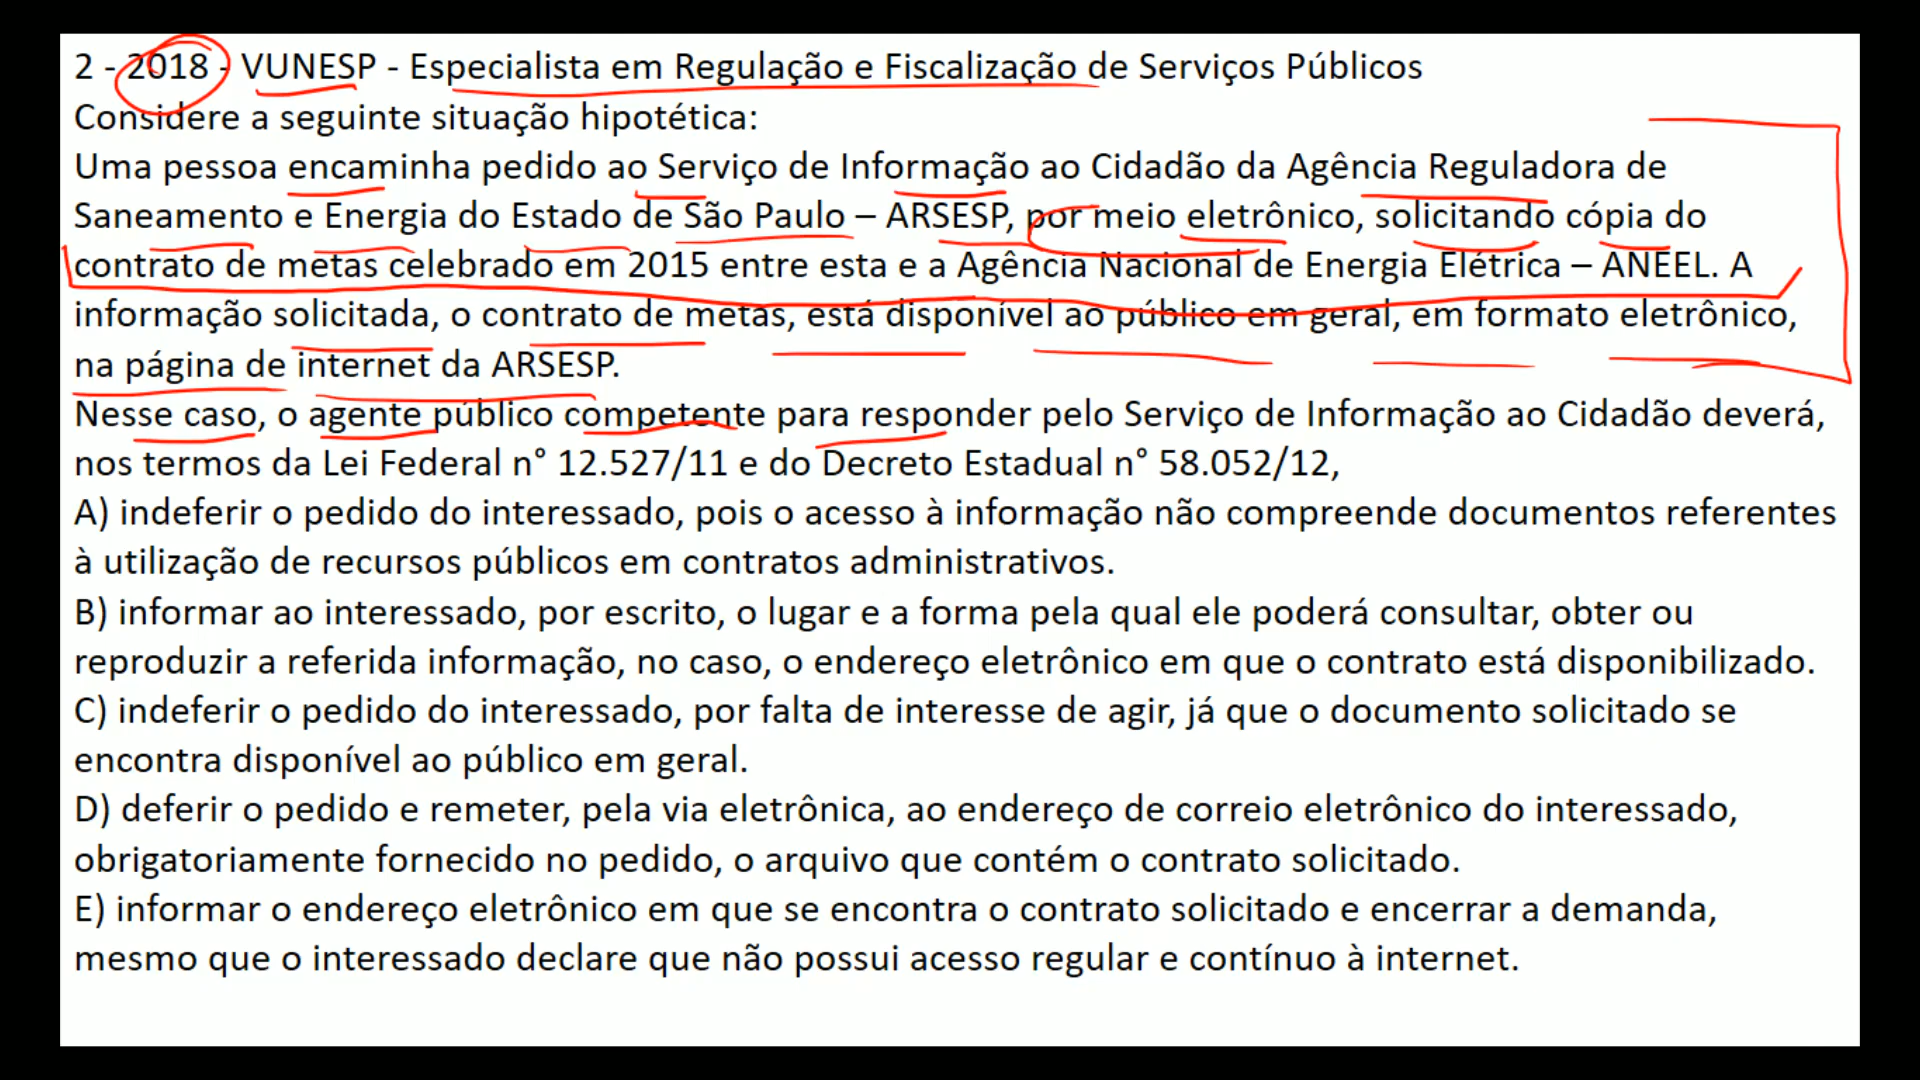 2 - 2018 - VUNESP - Especialista em Regulação e Fiscalização de Serviços Públicos
Considere a seguinte situação hipotética:
Uma pessoa encaminha pedido ao Serviço de Informação ao Cidadão da Agência Reguladora de
Saneamento e Energia do Estado de São Paulo – ARSESP, por meio eletrônico, solicitando cópia do
contrato de metas celebrado em 2015 entre esta e a Agência Nacional de Energia Elétrica – ANEEL. A
informação solicitada, o contrato de metas, está disponível ao público em geral, em formato eletrônico,
na página de internet da ARSESP.
Nesse caso, o agente público competente para responder pelo Serviço de Informação ao Cidadão deverá,
nos termos da Lei Federal n° 12.527/11 e do Decreto Estadual n° 58.052/12,
A) indeferir o pedido do interessado, pois o acesso à informação não compreende documentos referentes
à utilização de recursos públicos em contratos administrativos.
B) informar ao interessado, por escrito, o lugar e a forma pela qual ele poderá consultar, obter ou
reproduzir a referida informação, no caso, o endereço eletrônico em que o contrato está disponibilizado.
C) indeferir o pedido do interessado, por falta de interesse de agir, já que o documento solicitado se
encontra disponível ao público em geral.
D) deferir o pedido e remeter, pela via eletrônica, ao endereço de correio eletrônico do interessado,
obrigatoriamente fornecido no pedido, o arquivo que contém o contrato solicitado.
E) informar o endereço eletrônico em que se encontra o contrato solicitado e encerrar a demanda,
mesmo que o interessado declare que não possui acesso regular e contínuo à internet.